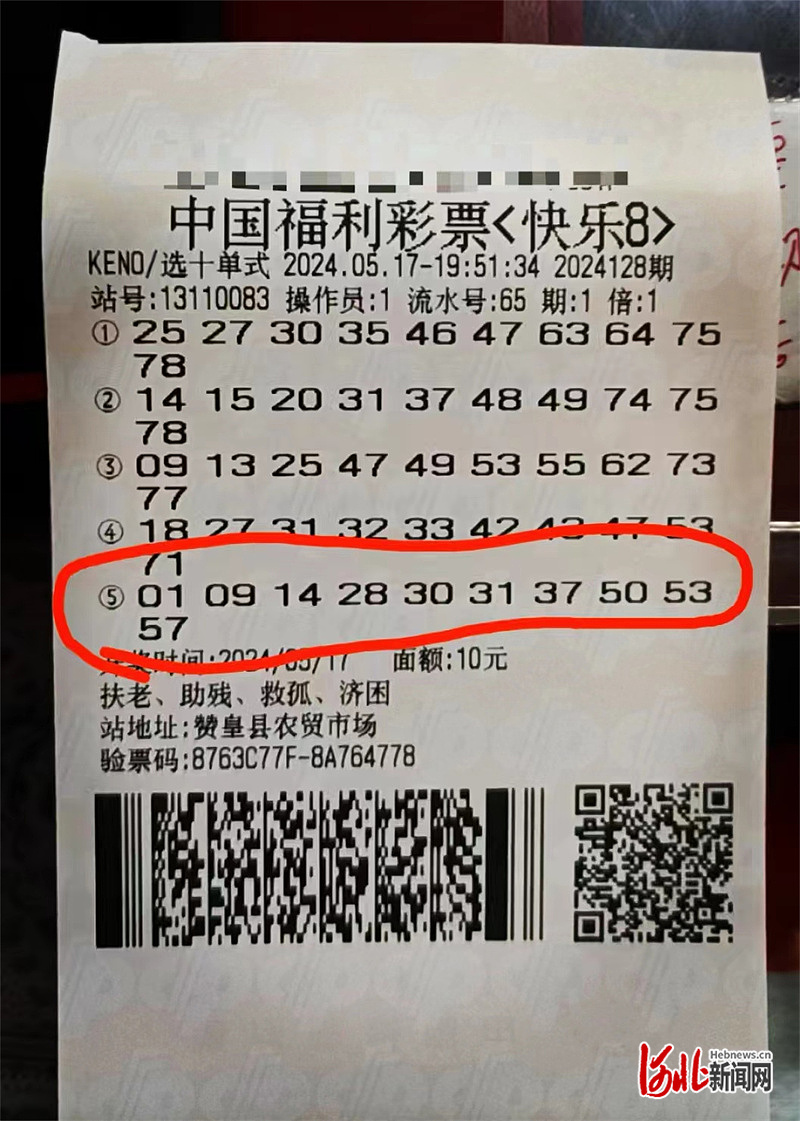 中国福利彩票<快乐8>
KENO/选十单式 2024.05.17-19:51:34 2024128期
站号:13110083 操作员:1 流水号:65 期:1 倍:1
① 25 27 30 35 46 47 63 64 75
78
② 14 15 20 31 37 48 49 74 75
78
③ 09 13 25 47 49 53 55 62 73
77
④ 18 27 31 32 33 42 43 47 53
71
⑤ 01 09 14 28 30 31 37 50 53
57
开奖时间:2024/05/17 面额:10元
扶老、助残、救孤、济困
站地址:赞皇县农贸市场
验票码:8763C77F-8A764778
Hebnews.cn
河北新闻网